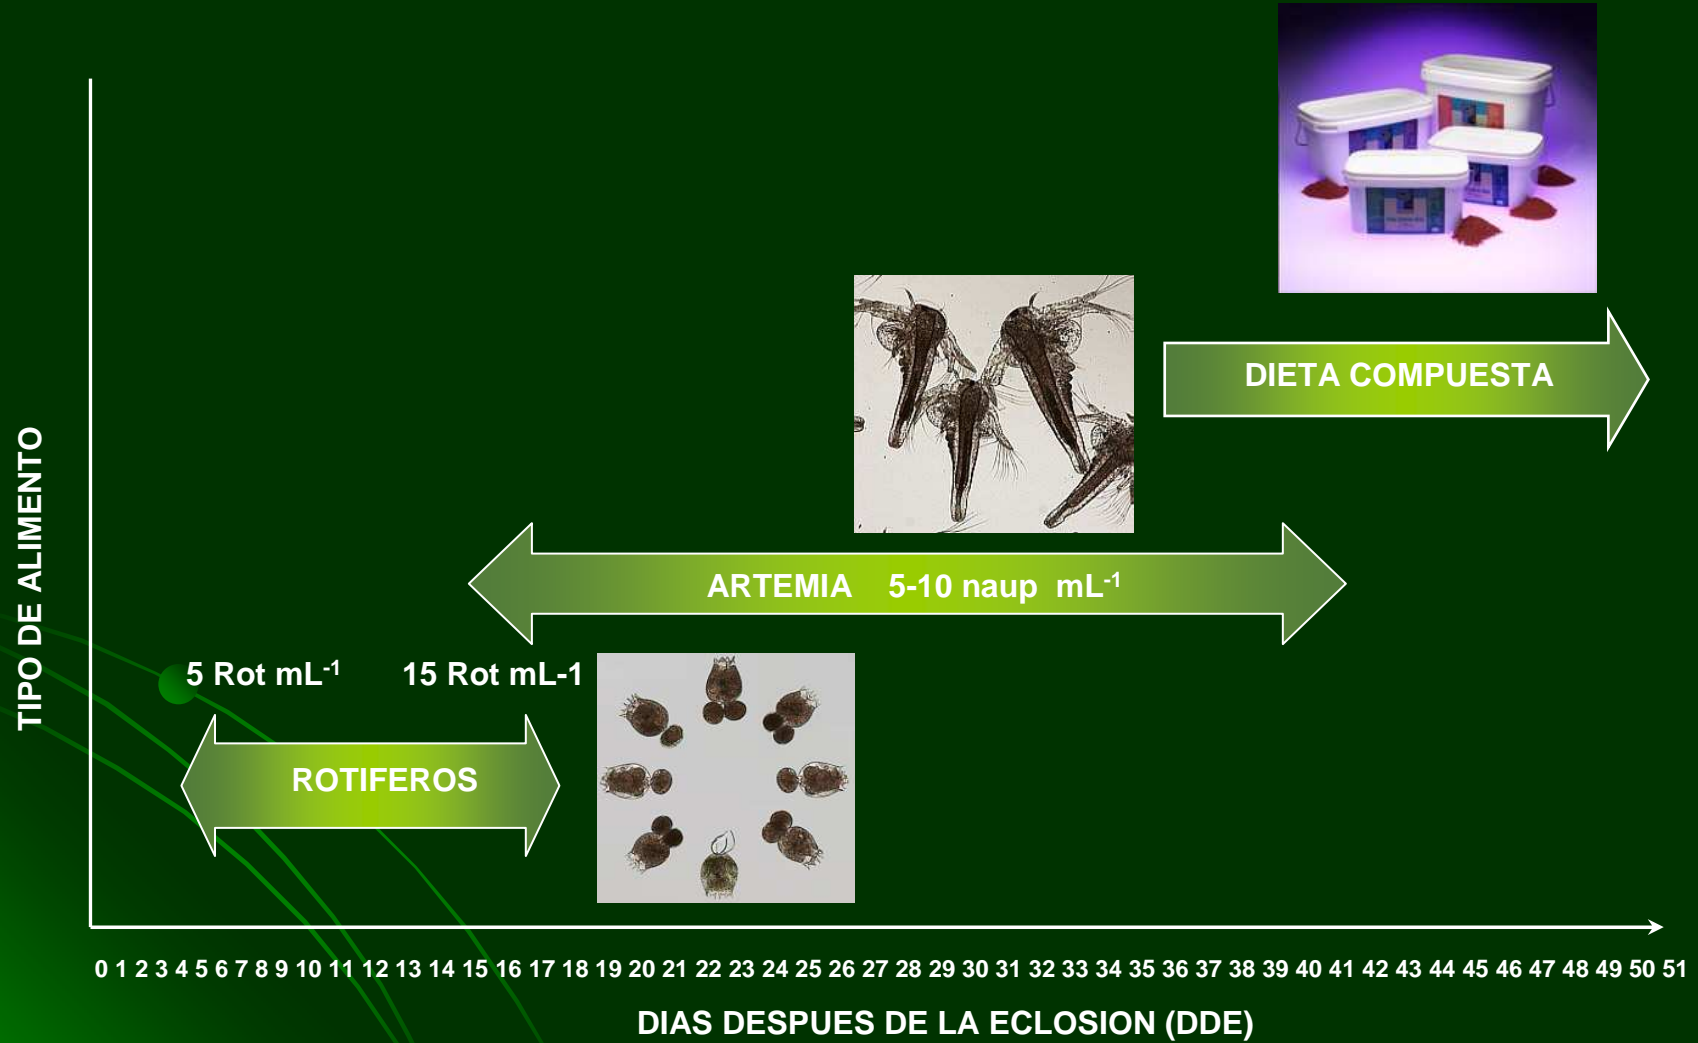 DIETA COMPUESTA
ARTEMIA 5-10 naup mL⁻¹
5 Rot mL⁻¹ 15 Rot mL-1
ROTIFEROS
TIPO DE ALIMENTO
0 1 2 3 4 5 6 7 8 9 10 11 12 13 14 15 16 17 18 19 20 21 22 23 24 25 26 27 28 29 30 31 32 33 34 35 36 37 38 39 40 41 42 43 44 45 46 47 48 49 50 51
DIAS DESPUES DE LA ECLOSION (DDE)